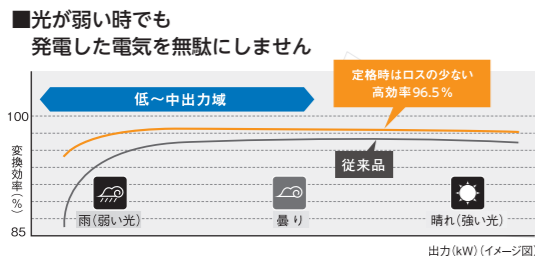 ■光が弱い時でも
発電した電気を無駄にしません
定格時はロスの少ない
高効率96.5%
低～中出力域
100
変換効率(%)
従来品
雨(弱い光)
曇り
晴れ(強い光)
85
出力(kW)(イメージ図)